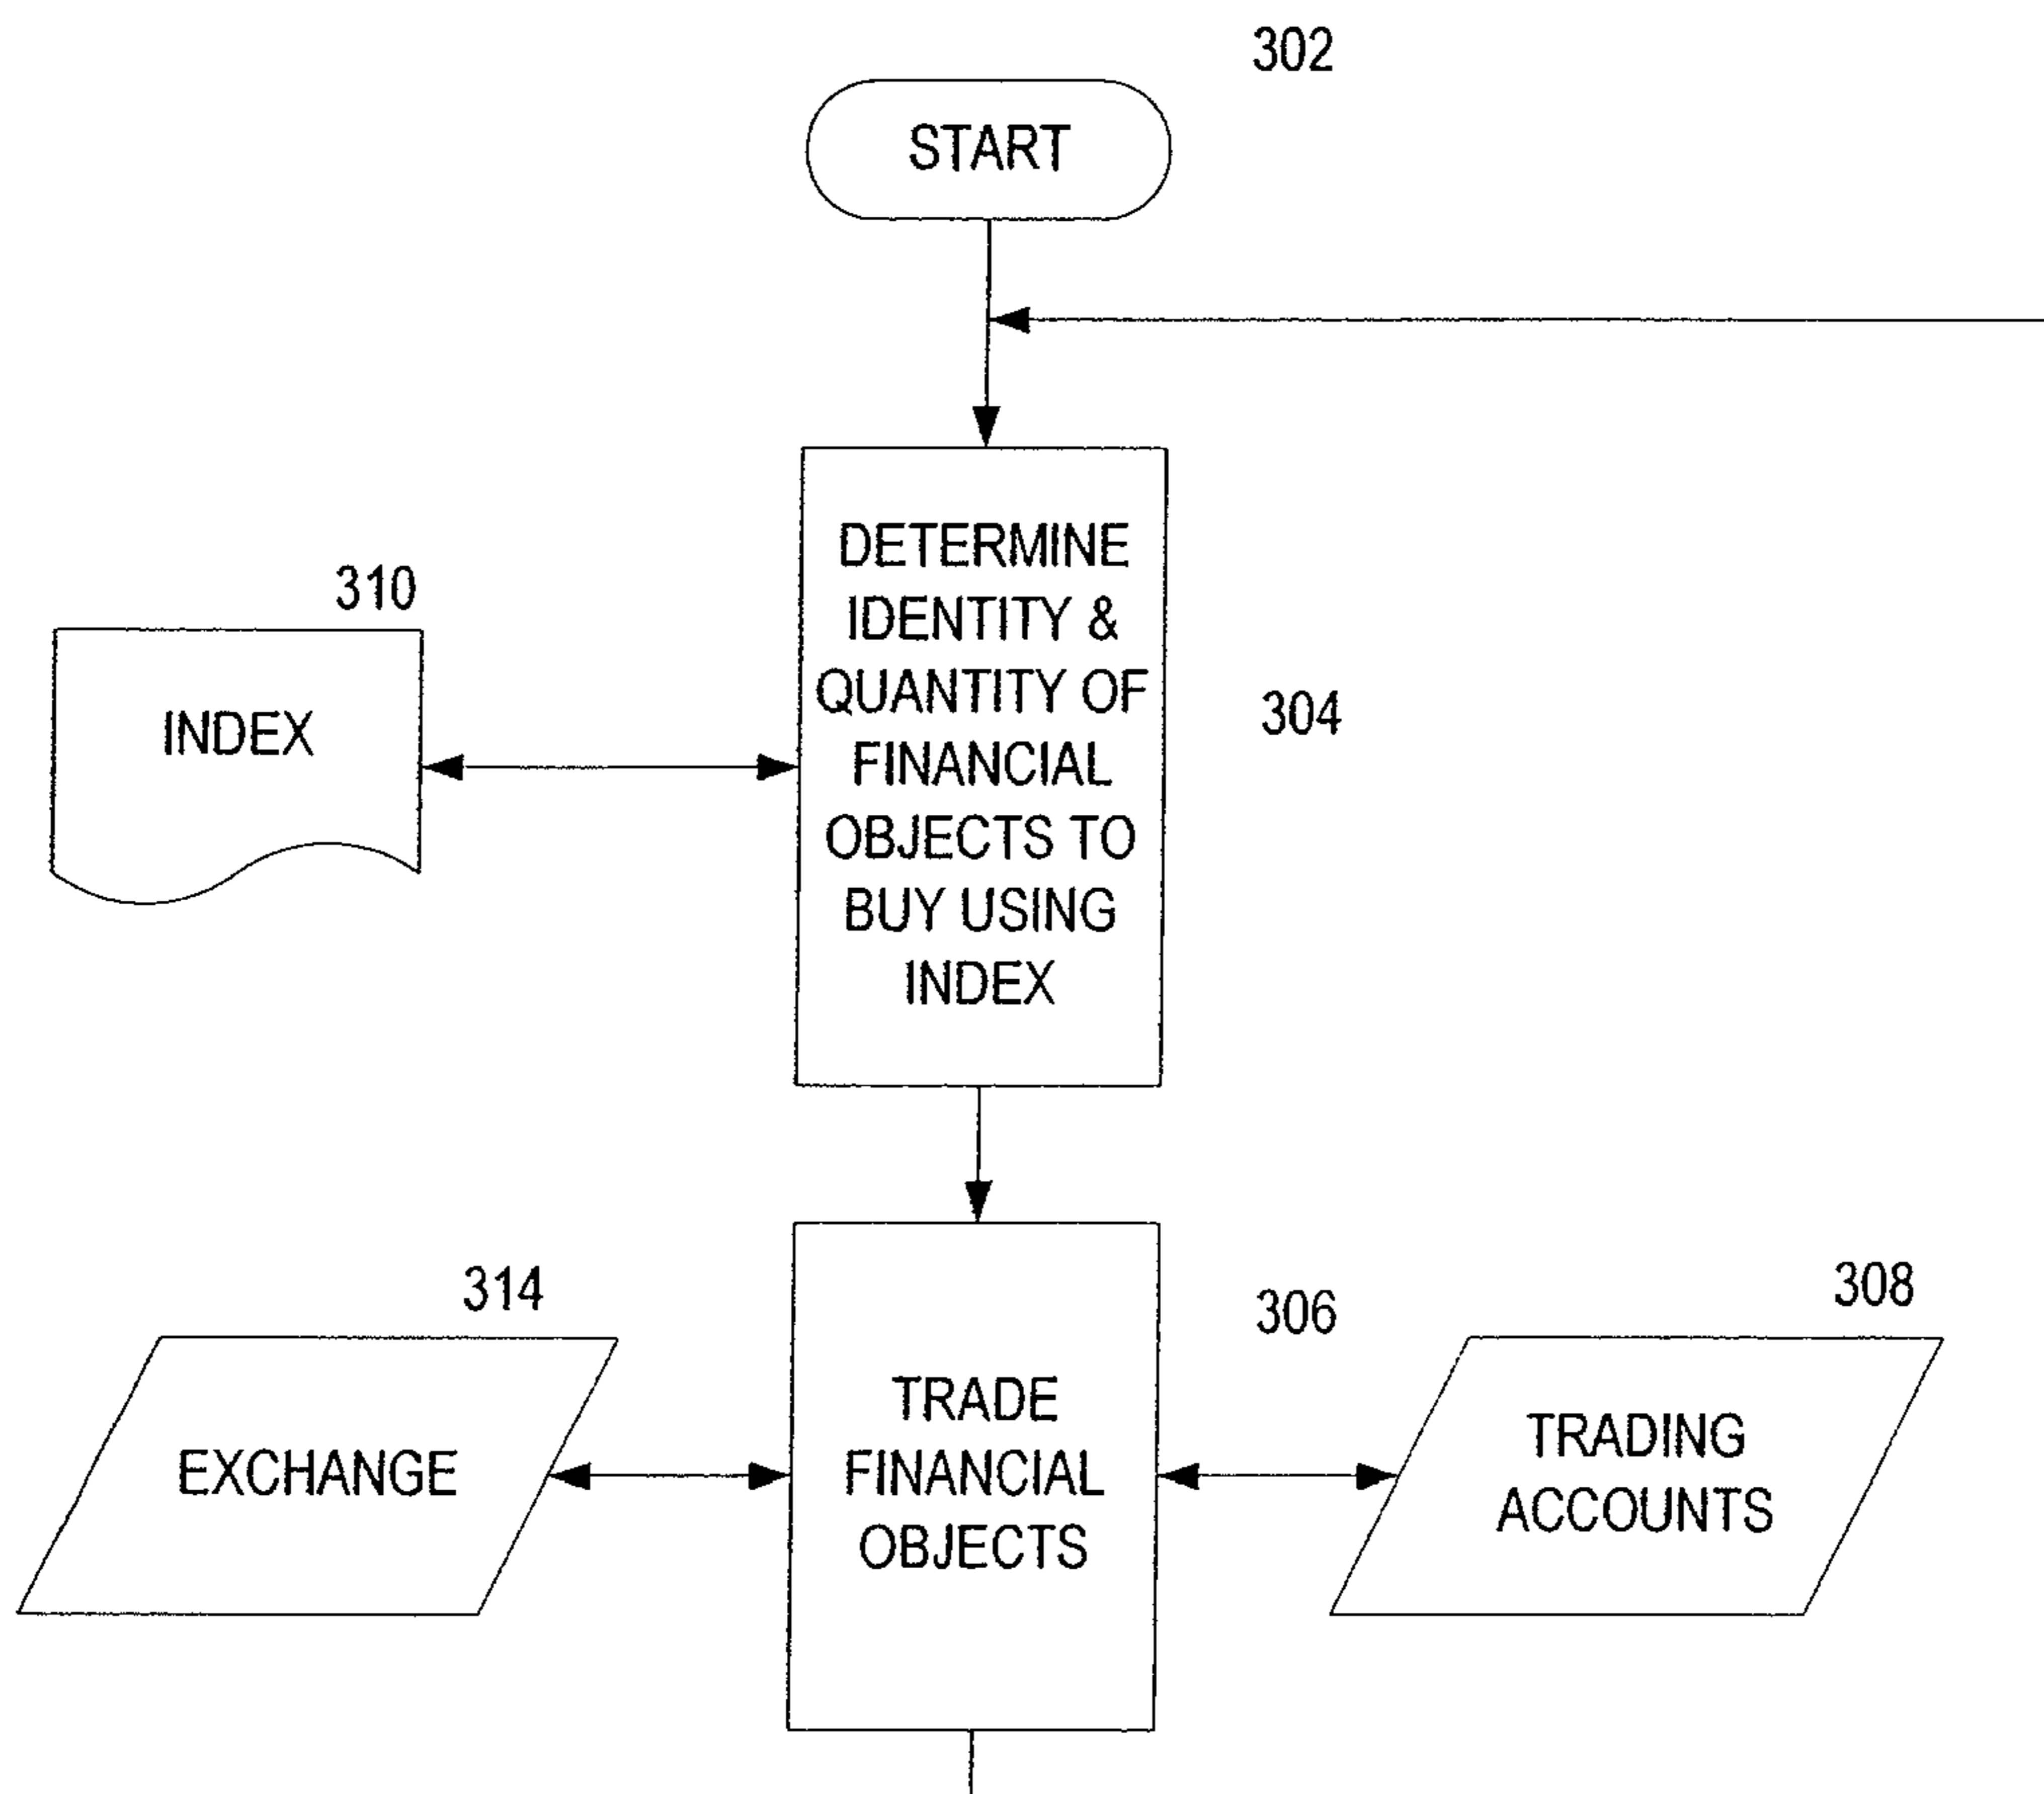 302
START
310
INDEX
DETERMINE
IDENTITY &
QUANTITY OF
FINANCIAL
OBJECTS TO
BUY USING
INDEX
304
314
EXCHANGE
306
TRADE
FINANCIAL
OBJECTS
308
TRADING
ACCOUNTS